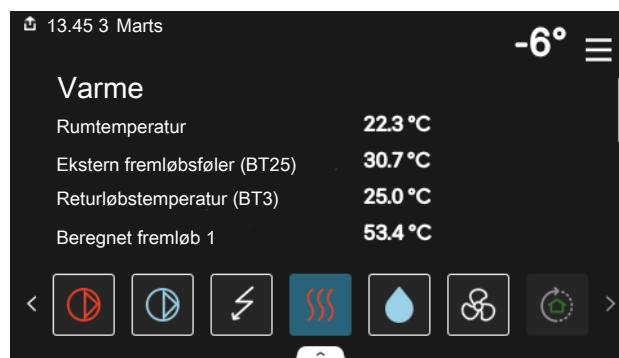 13.45 3 Marts
-6°
Varme
Rumtemperatur 22.3 °C
Ekstern fremløbsføler (BT25) 30.7 °C
Returløbstemperatur (BT3) 25.0 °C
Beregnet fremløb 1 53.4 °C